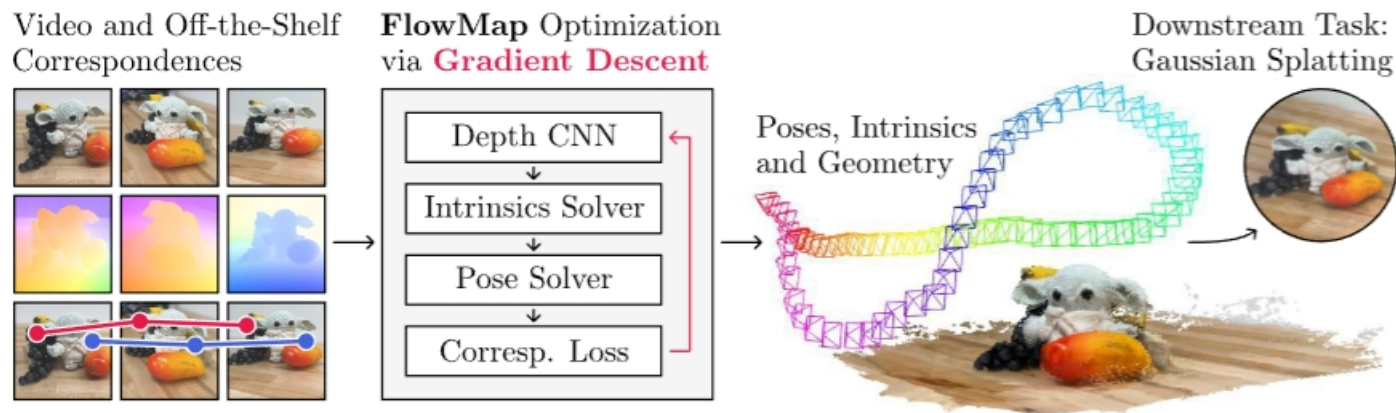 Video and Off-the-Shelf
Correspondences
FlowMap Optimization
via Gradient Descent
Depth CNN
Intrinsics Solver
Pose Solver
Corresp. Loss
Poses, Intrinsics
and Geometry
Downstream Task:
Gaussian Splatting